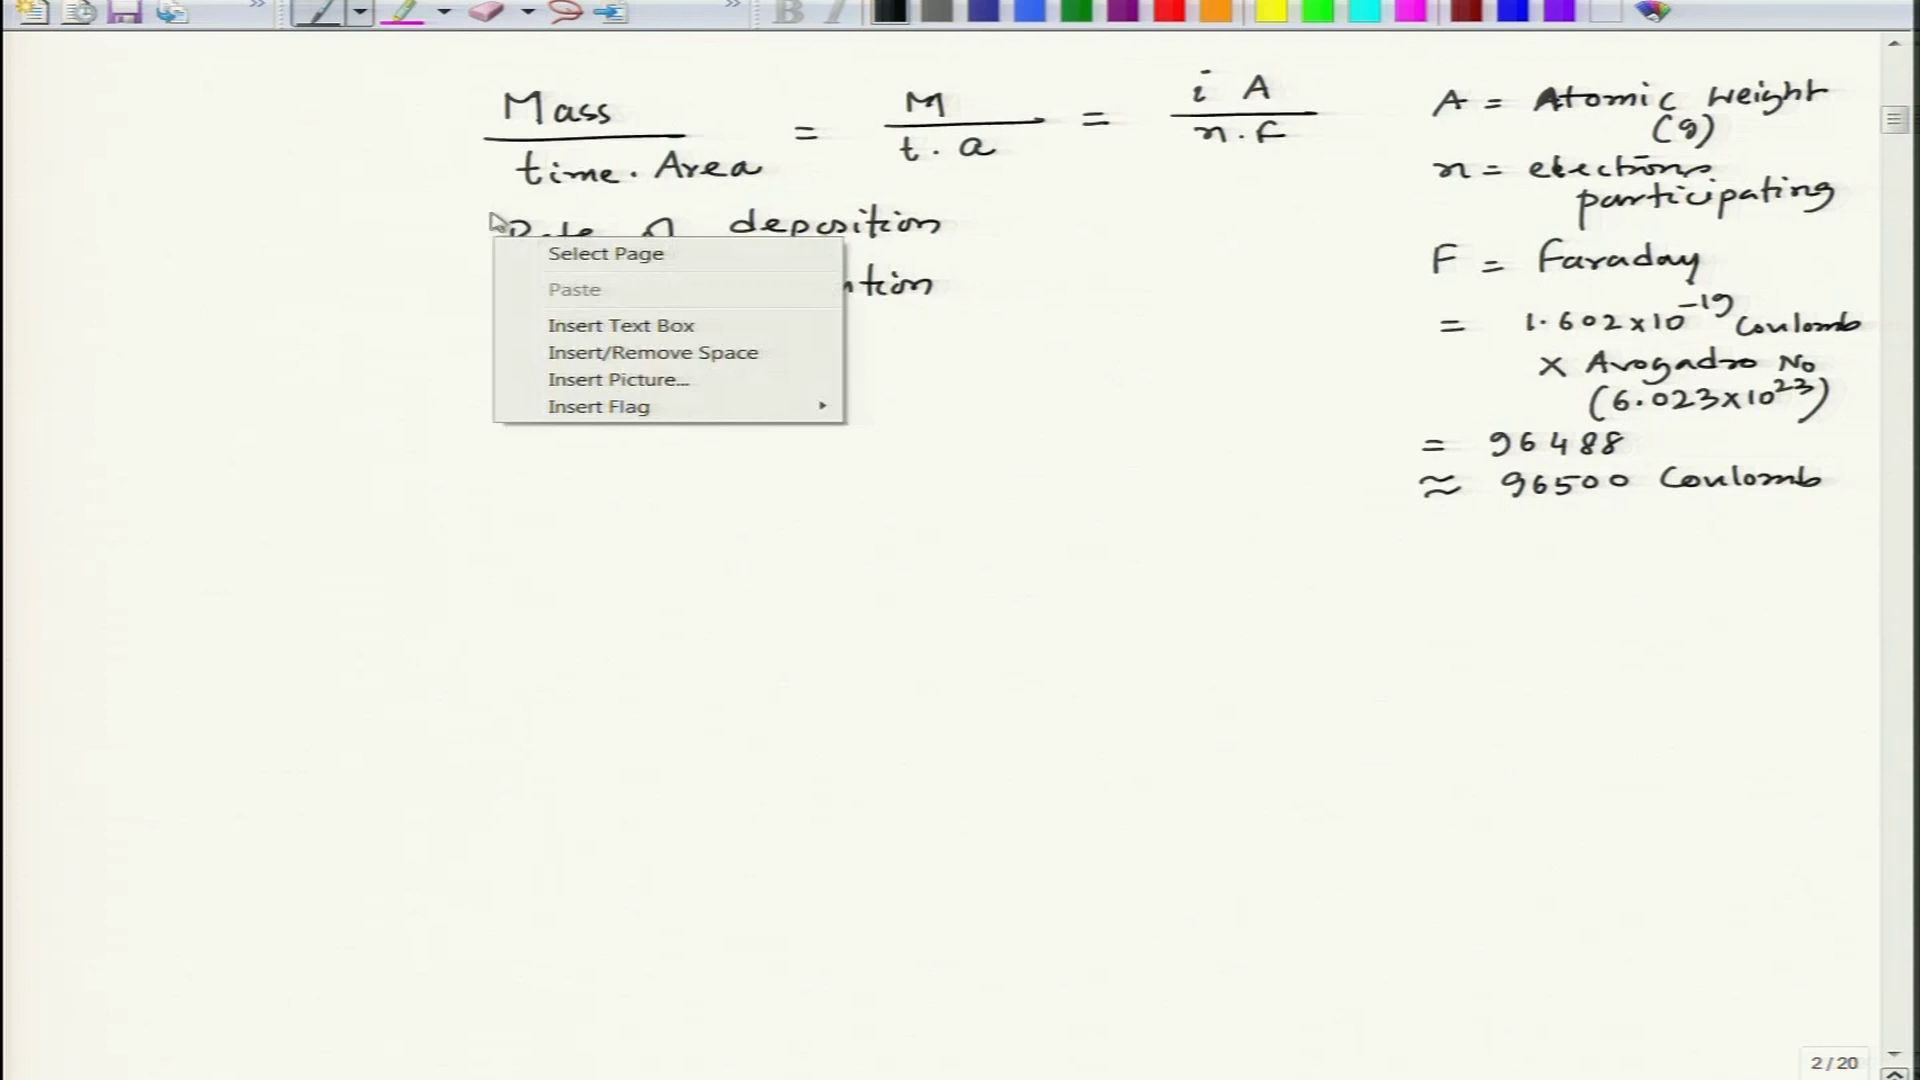 Mass / time. Area = M / t. a = i A / n. F
deposition
Select Page
Paste
Insert Text Box
Insert/Remove Space
Insert Picture...
Insert Flag
A = Atomic weight
(g)
n = electrons
participating
F = Faraday
= 1.602x10^-19 Coulomb
x Avogadro No
(6.023x10^23)
= 96488
≈ 96500 Coulomb
2/20